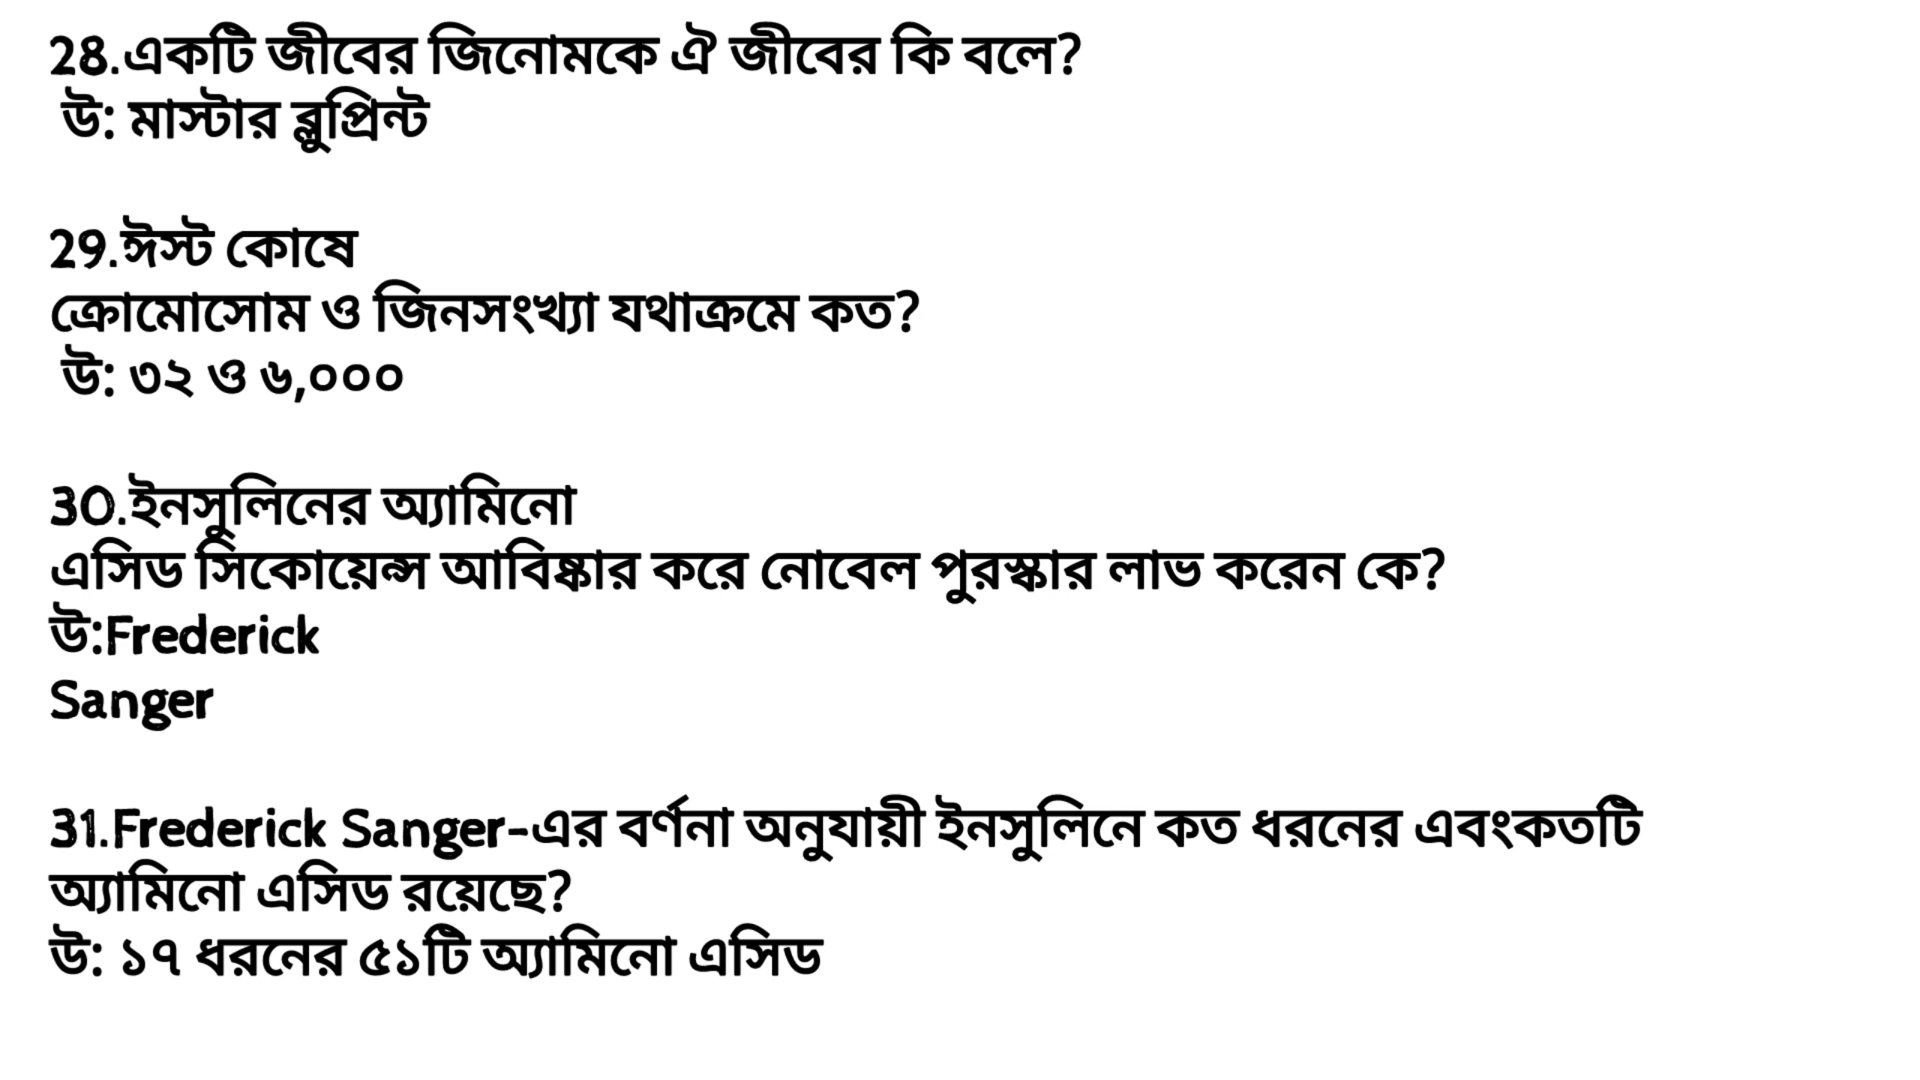 28.একটি জীবের জিনোমকে ঐ জীবের কি বলে?
উ: মাস্টার ব্লুপ্রিন্ট
29.ঈস্ট কোষে
ক্রোমোসোম ও জিনসংখ্যা যথাক্রমে কত?
উ: ৩২ ও ৬,০০০
30.ইনসুলিনের অ্যামিনো
এসিড সিকোয়েন্স আবিষ্কার করে নোবেল পুরস্কার লাভ করেন কে?
উ:Frederick
Sanger
31.Frederick Sanger-এর বর্ণনা অনুযায়ী ইনসুলিনে কত ধরনের এবংকতটি
অ্যামিনো এসিড রয়েছে?
উ: ১৭ ধরনের ৫১টি অ্যামিনো এসিড